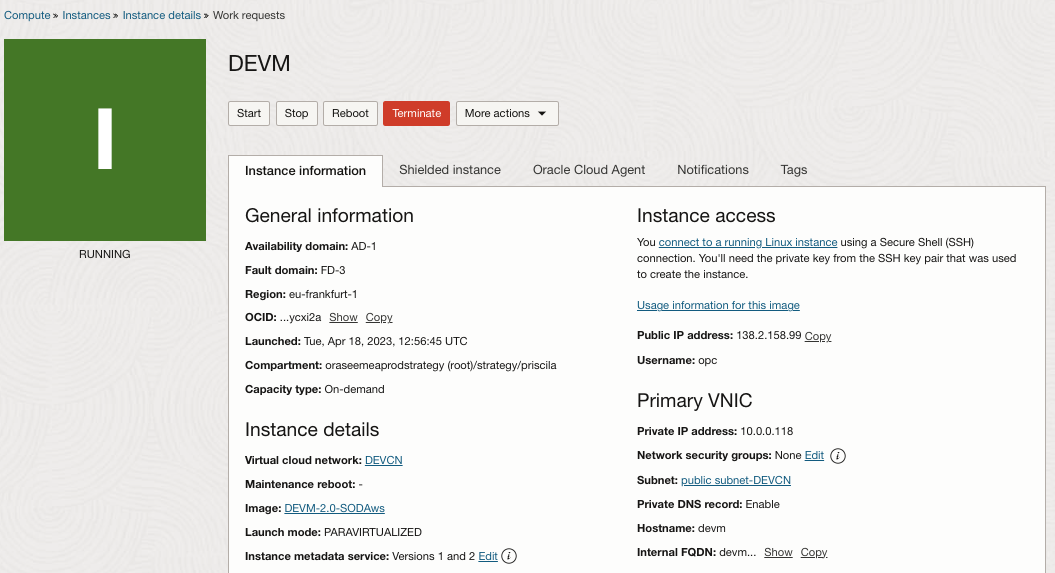 Compute » Instances » Instance details » Work requests
I
RUNNING
DEVM
Start Stop Reboot Terminate More actions
Instance information Shielded instance Oracle Cloud Agent Notifications Tags
General information
Availability domain: AD-1
Fault domain: FD-3
Region: eu-frankfurt-1
OCID: ...ycxi2a Show Copy
Launched: Tue, Apr 18, 2023, 12:56:45 UTC
Compartment: oraseemeaprodstrategy (root)/strategy/priscila
Capacity type: On-demand
Instance details
Virtual cloud network: DEVCN
Maintenance reboot: -
Image: DEVM-2.0-SODAws
Launch mode: PARAVIRTUALIZED
Instance metadata service: Versions 1 and 2 Edit i
Instance access
You connect to a running Linux instance using a Secure Shell (SSH)
connection. You'll need the private key from the SSH key pair that was used
to create the instance.
Usage information for this image
Public IP address: 138.2.158.99 Copy
Username: opc
Primary VNIC
Private IP address: 10.0.0.118
Network security groups: None Edit i
Subnet: public subnet-DEVCN
Private DNS record: Enable
Hostname: devm
Internal FQDN: devm... Show Copy